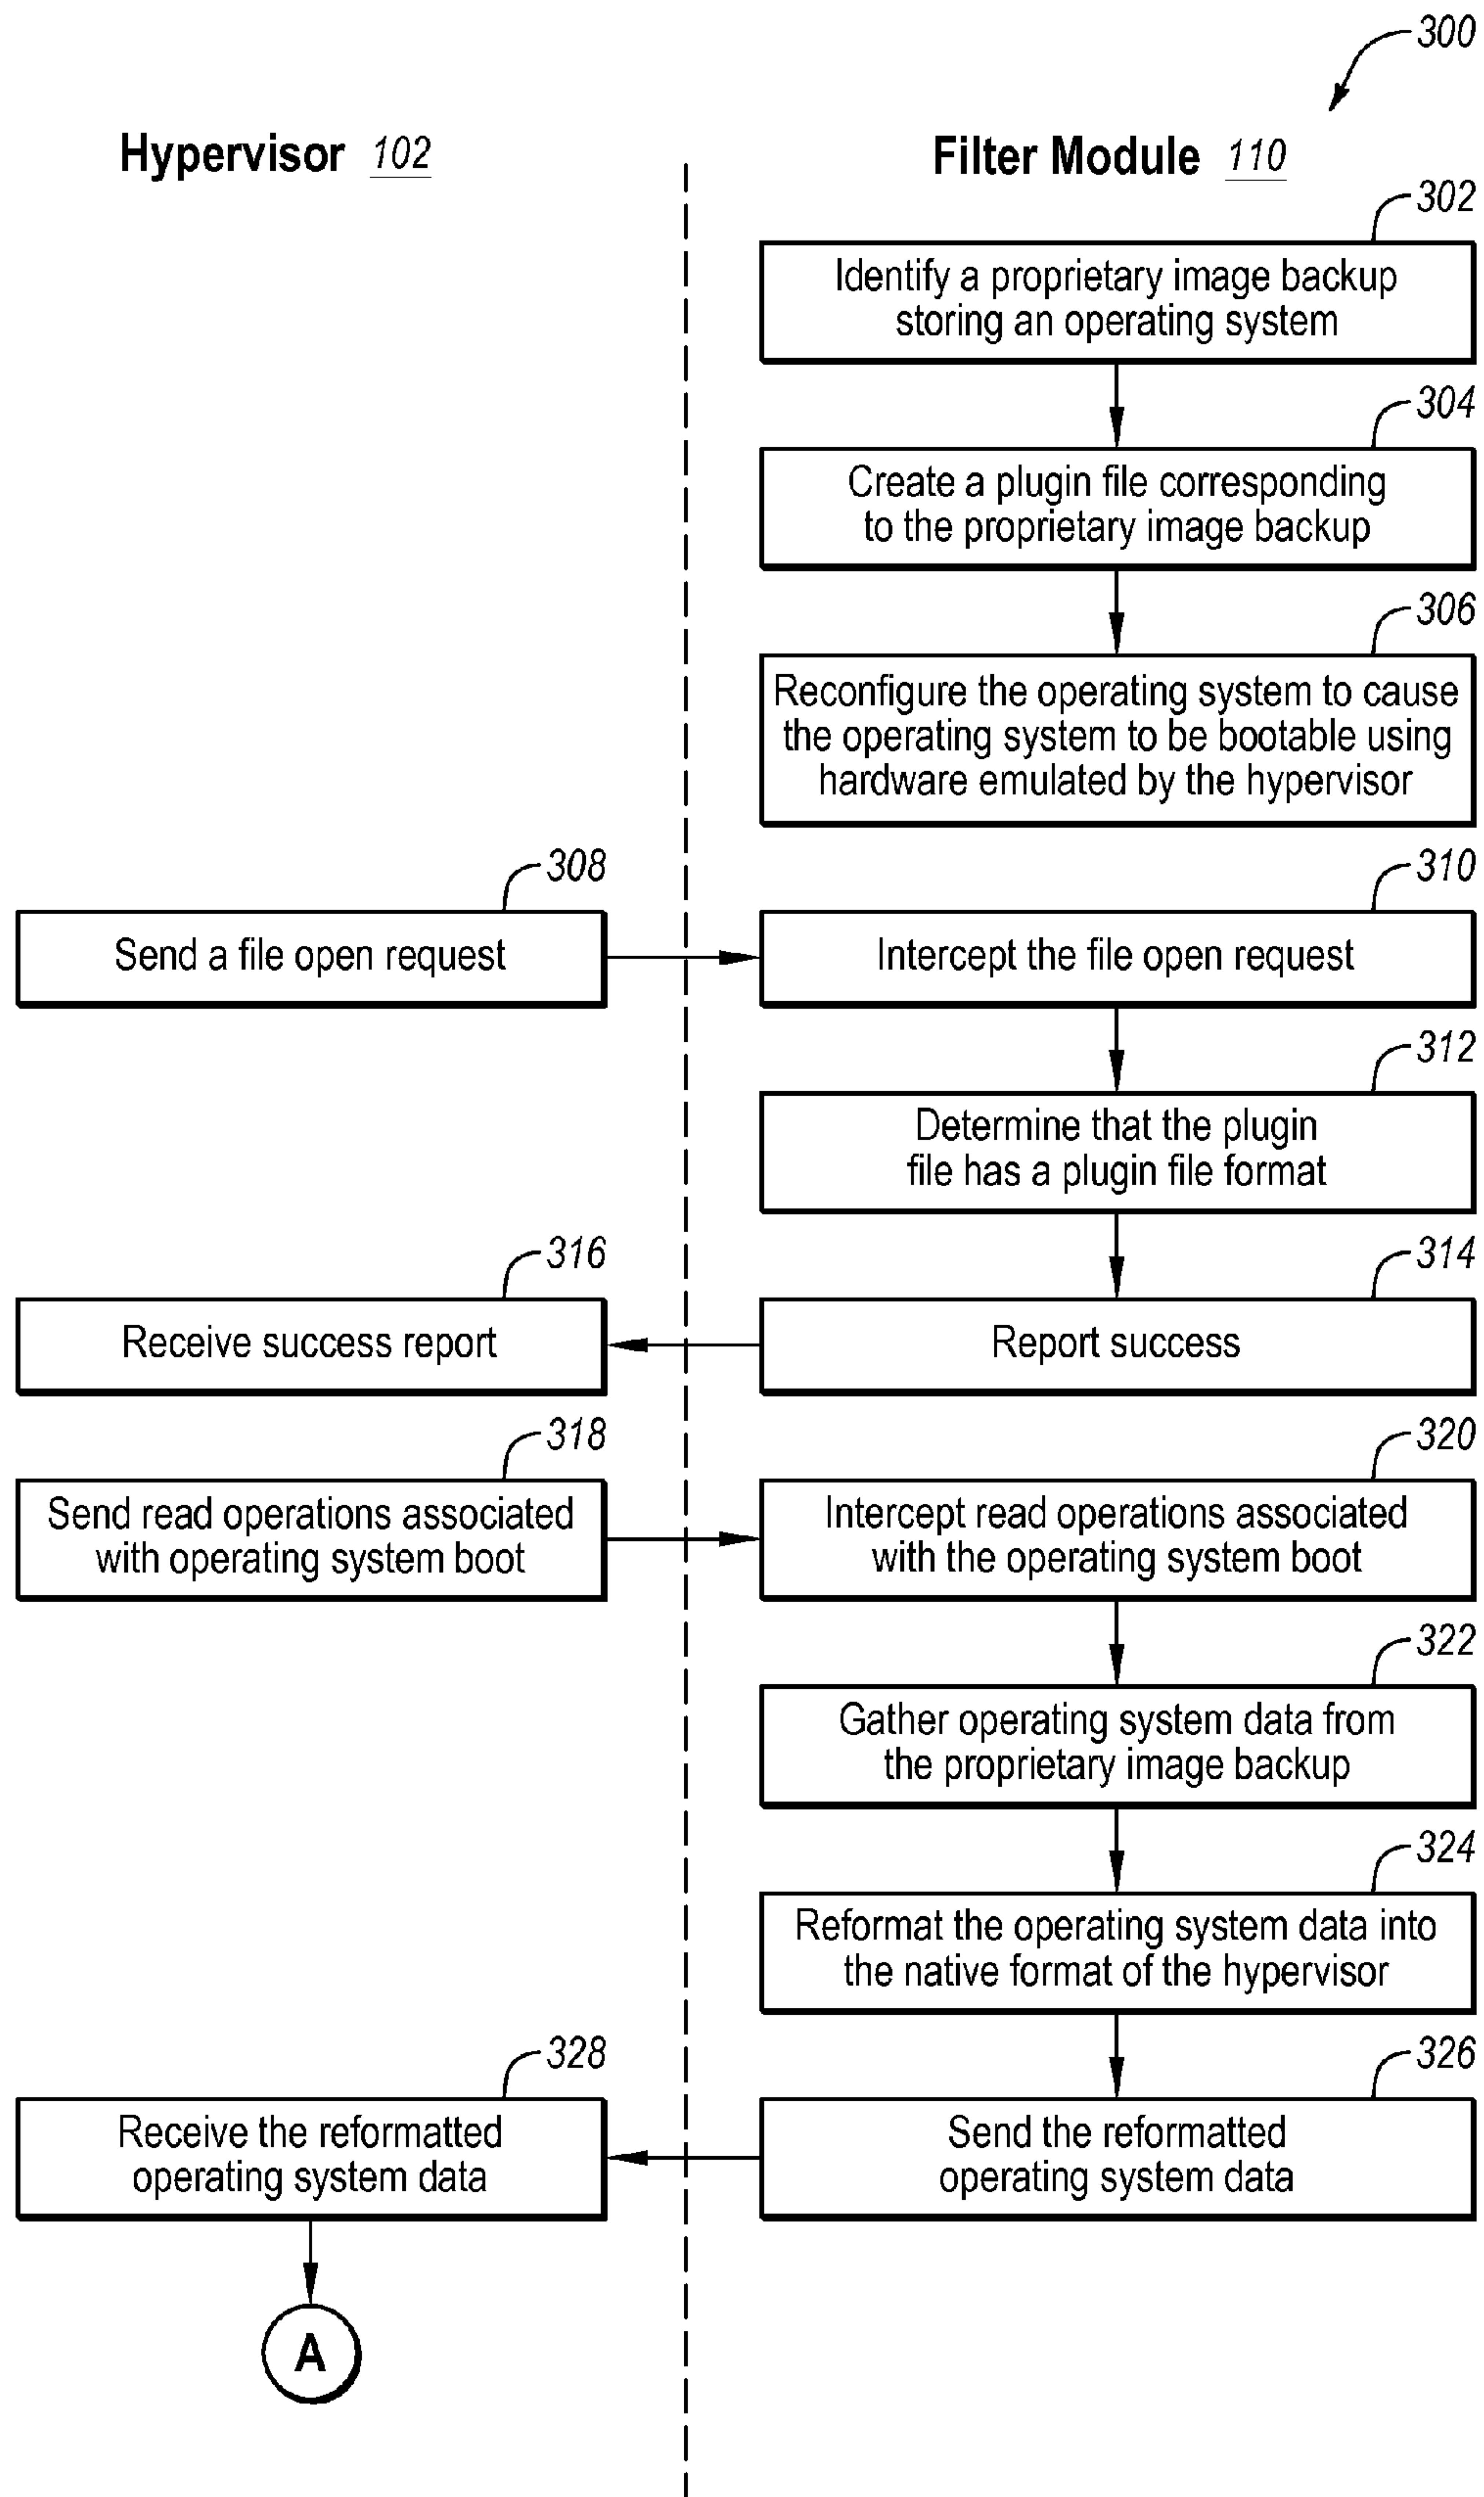 300
Hypervisor 102
Filter Module 110
302
Identify a proprietary image backup
storing an operating system
304
Create a plugin file corresponding
to the proprietary image backup
306
Reconfigure the operating system to cause
the operating system to be bootable using
hardware emulated by the hypervisor
308
Send a file open request
310
Intercept the file open request
312
Determine that the plugin
file has a plugin file format
316
Receive success report
314
Report success
318
Send read operations associated
with operating system boot
320
Intercept read operations associated
with the operating system boot
322
Gather operating system data from
the proprietary image backup
324
Reformat the operating system data into
the native format of the hypervisor
328
Receive the reformatted
operating system data
326
Send the reformatted
operating system data
A